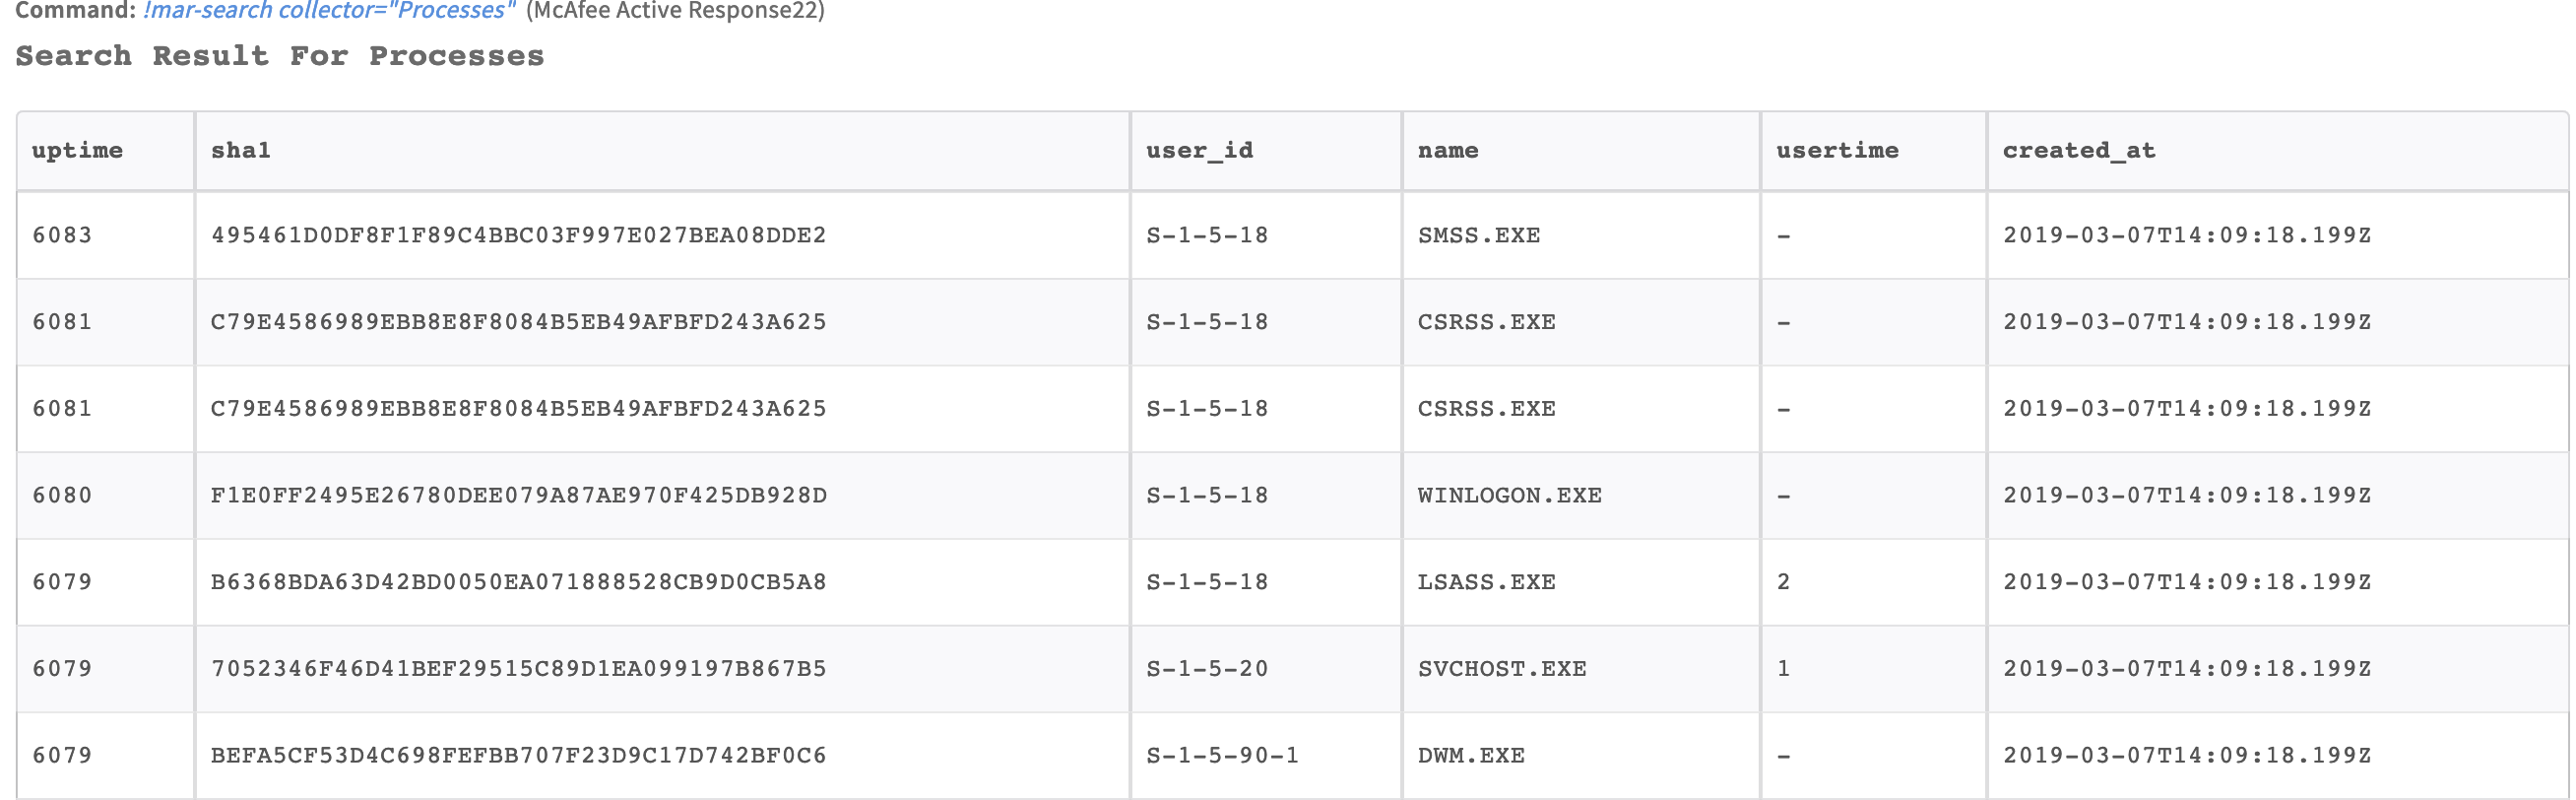 Command: !mar-search collector="Processes" (McAfee Active Response22)
Search Result For Processes
uptime sha1 user_id name usertime created_at
6083 495461D0DF8F1F89C4BBC03F997E027BEA08DDE2 S-1-5-18 SMSS.EXE - 2019-03-07T14:09:18.199Z
6081 C79E4586989EBB8E8F8084B5EB49AFBFD243A625 S-1-5-18 CSRSS.EXE - 2019-03-07T14:09:18.199Z
6081 C79E4586989EBB8E8F8084B5EB49AFBFD243A625 S-1-5-18 CSRSS.EXE - 2019-03-07T14:09:18.199Z
6080 F1E0FF2495E26780DEE079A87AE970F425DB928D S-1-5-18 WINLOGON.EXE - 2019-03-07T14:09:18.199Z
6079 B6368BDA63D42BD0050EA071888528CB9D0CB5A8 S-1-5-18 LSASS.EXE 2 2019-03-07T14:09:18.199Z
6079 7052346F46D41BEF29515C89D1EA099197B867B5 S-1-5-20 SVCHOST.EXE 1 2019-03-07T14:09:18.199Z
6079 BEFA5CF53D4C698FEFBB707F23D9C17D742BF0C6 S-1-5-90-1 DWM.EXE - 2019-03-07T14:09:18.199Z